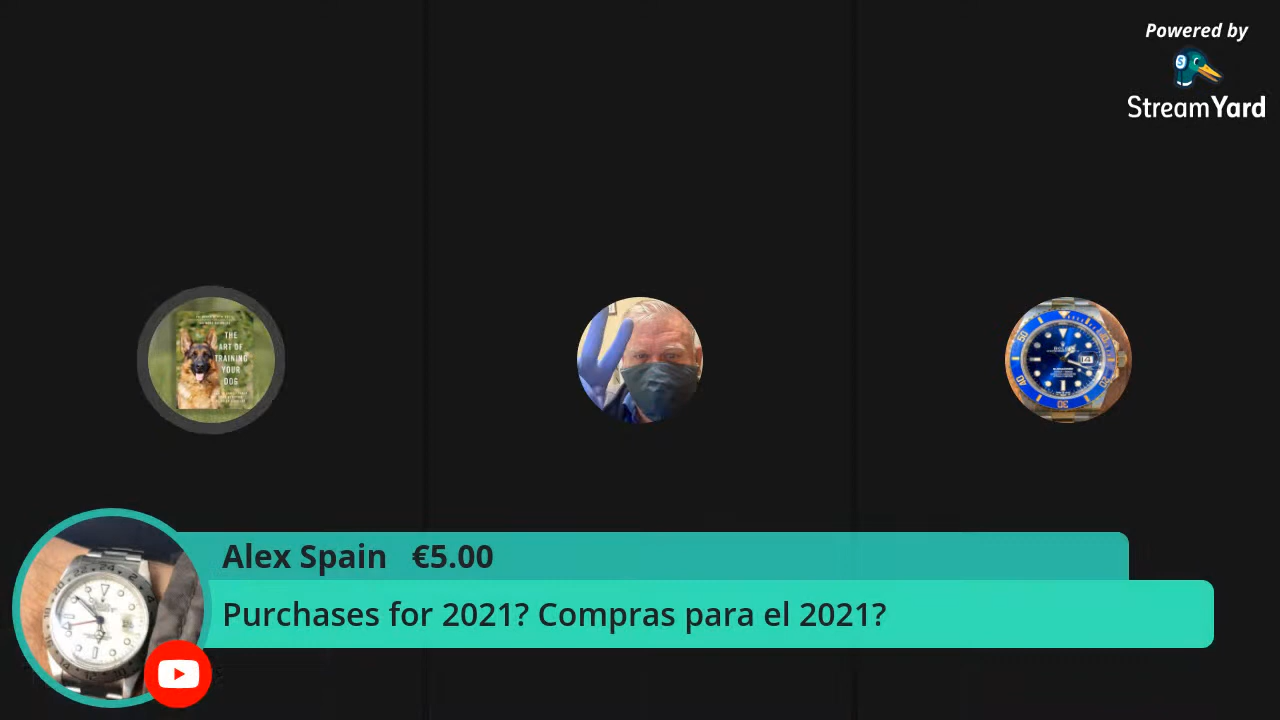 Powered by
StreamYard
THE
ART OF
TRAINING
YOUR
DOG
Alex Spain €5.00
Purchases for 2021? Compras para el 2021?